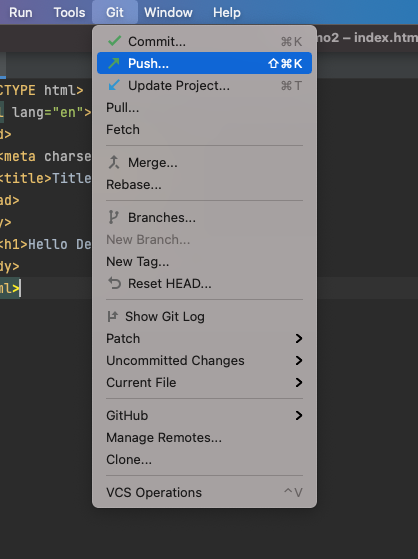 Run Tools Git Window Help
mo2 – index.htm
Commit... ⌘K
Push... ⇧⌘K
Update Project... ⌘T
Pull...
Fetch
Merge...
Rebase...
Branches...
New Branch...
New Tag...
Reset HEAD...
Show Git Log
Patch
Uncommitted Changes
Current File
GitHub
Manage Remotes...
Clone...
VCS Operations ^V
CTYPE html>
l lang="en">
d>
<meta charse
<title>Title
ad>
y>
<h1>Hello De
dy>
ml>